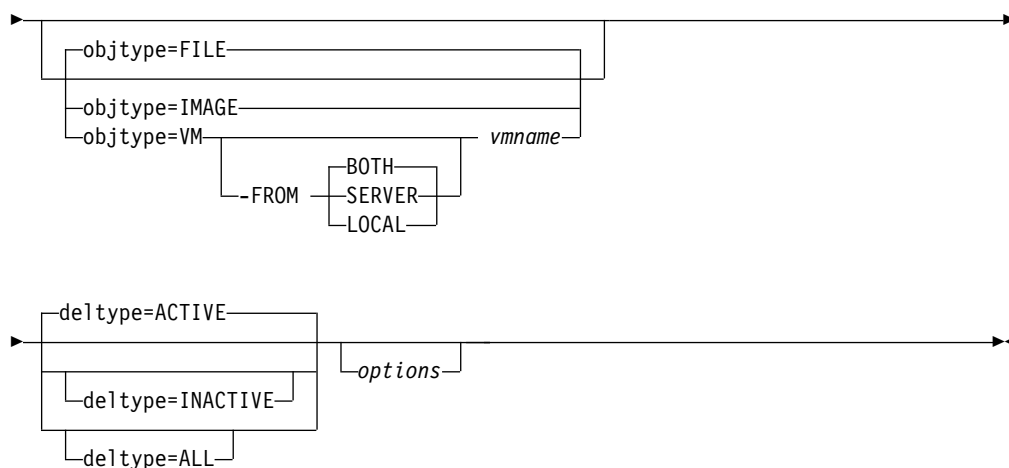 objtype=FILE
objtype=IMAGE
objtype=VM vmname
BOTH
-FROM SERVER
LOCAL
deltype=ACTIVE
options
deltype=INACTIVE
deltype=ALL